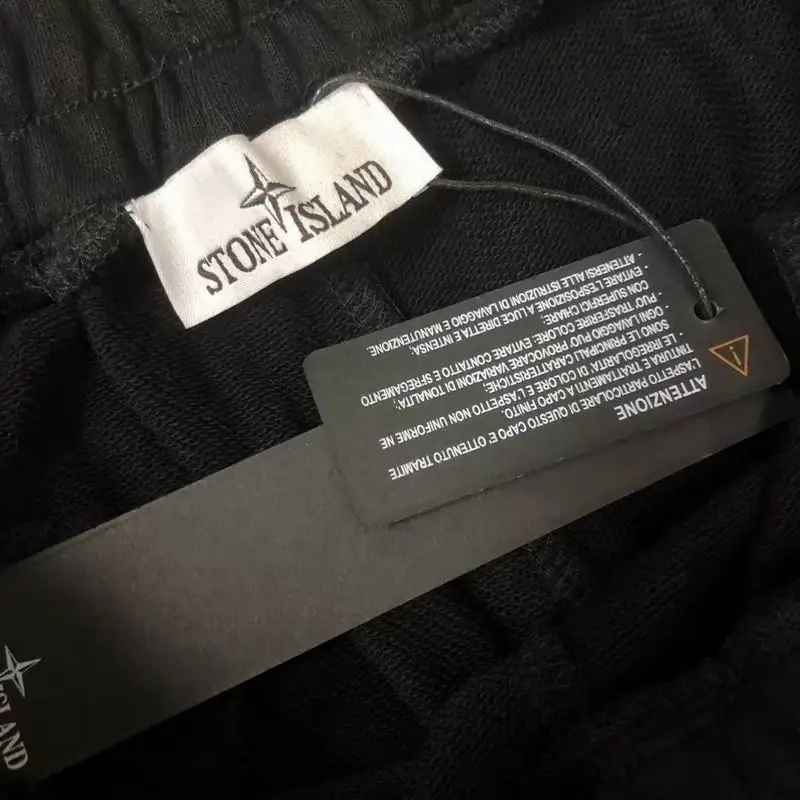 STONE ISLAND
ATTENZIONE
L'ASPETTO PARTICOLARE DI QUESTO CAPO E OTTENUTO TRAMITE
TINTURA E TRATTAMENTI A CAPO FINITO.
- LE IRREGOLARITA DI COLORE E L'ASPETTO NON UNIFORME NE
SONO LE PRINCIPALI CARATTERISTICHE;
- OGNI LAVAGGIO PUO PROVOCARE VARIAZIONI DI TONALITA';
- PUO' TRASFERIRE COLORE: EVITARE CONTATTO E SFREGAMENTO
CON SUPERFICI CHIARE;
- EVITARE L'ESPOSIZIONE A LUCE DIRETTA E INTENSA;
- ATTENERSI ALLE ISTRUZIONI DI LAVAGGIO E MANUTENZIONE.
ISLAND